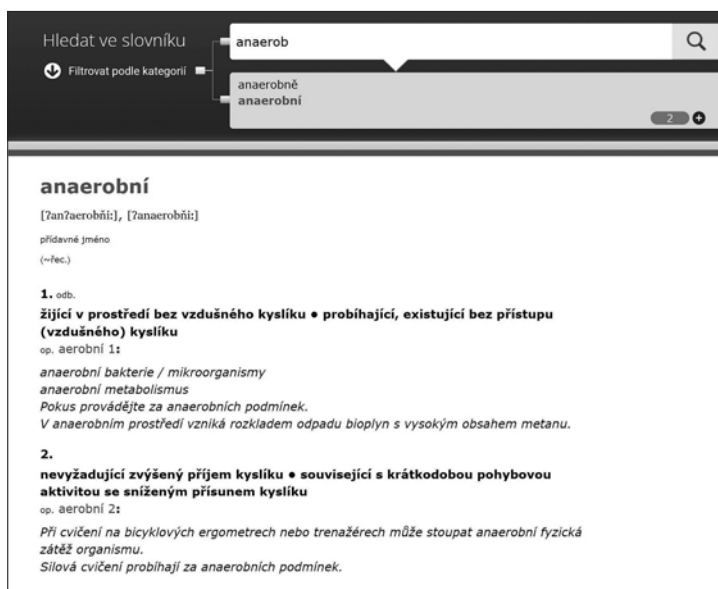 Hledat ve slovníku
anaerob
Filtrovat podle kategorií
anaerobně
anaerobní
2
anaerobní
[ʔanʔaerobňi:], [ʔanaerobňi:]
přídavné jméno
(~řec.)
1. odb.
žijící v prostředí bez vzdušného kyslíku ● probíhající, existující bez přístupu
(vzdušného) kyslíku
op. aerobní 1:
anaerobní bakterie / mikroorganismy
anaerobní metabolismus
Pokus provádějte za anaerobních podmínek.
V anaerobním prostředí vzniká rozkladem odpadu bioplyn s vysokým obsahem metanu.
2.
nevyžadující zvýšený příjem kyslíku ● související s krátkodobou pohybovou
aktivitou se sníženým přísunem kyslíku
op. aerobní 2:
Při cvičení na bicyklových ergometrech nebo trenažérech může stoupat anaerobní fyzická
zátěž organismu.
Silová cvičení probíhají za anaerobních podmínek.